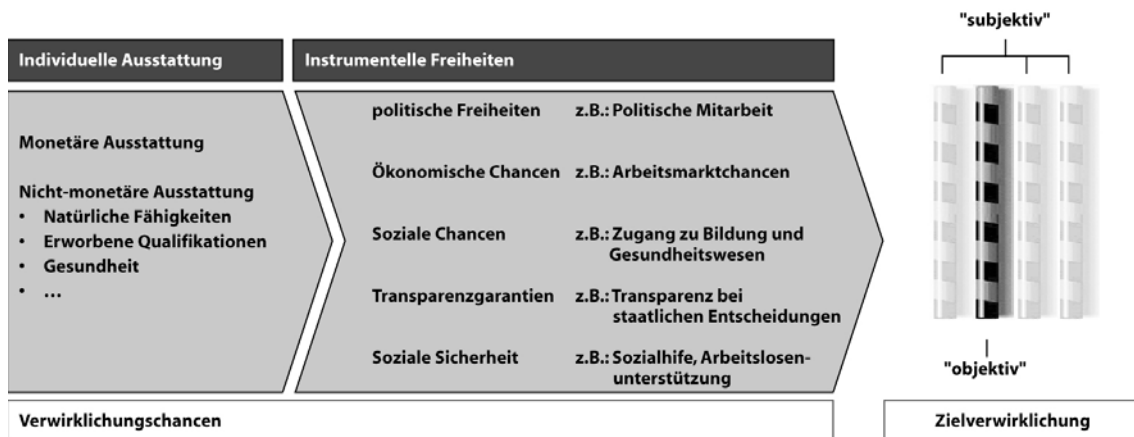 "subjektiv"
Individuelle Ausstattung
Instrumentelle Freiheiten
Monetäre Ausstattung
Nicht-monetäre Ausstattung
• Natürliche Fähigkeiten
• Erworbene Qualifikationen
• Gesundheit
• ...
politische Freiheiten z.B.: Politische Mitarbeit
Ökonomische Chancen z.B.: Arbeitsmarktchancen
Soziale Chancen z.B.: Zugang zu Bildung und
Gesundheitswesen
Transparenzgarantien z.B.: Transparenz bei
staatlichen Entscheidungen
Soziale Sicherheit z.B.: Sozialhife, Arbeitslosen-
unterstützung
"objektiv"
Verwirklichungschancen
Zielverwirklichung